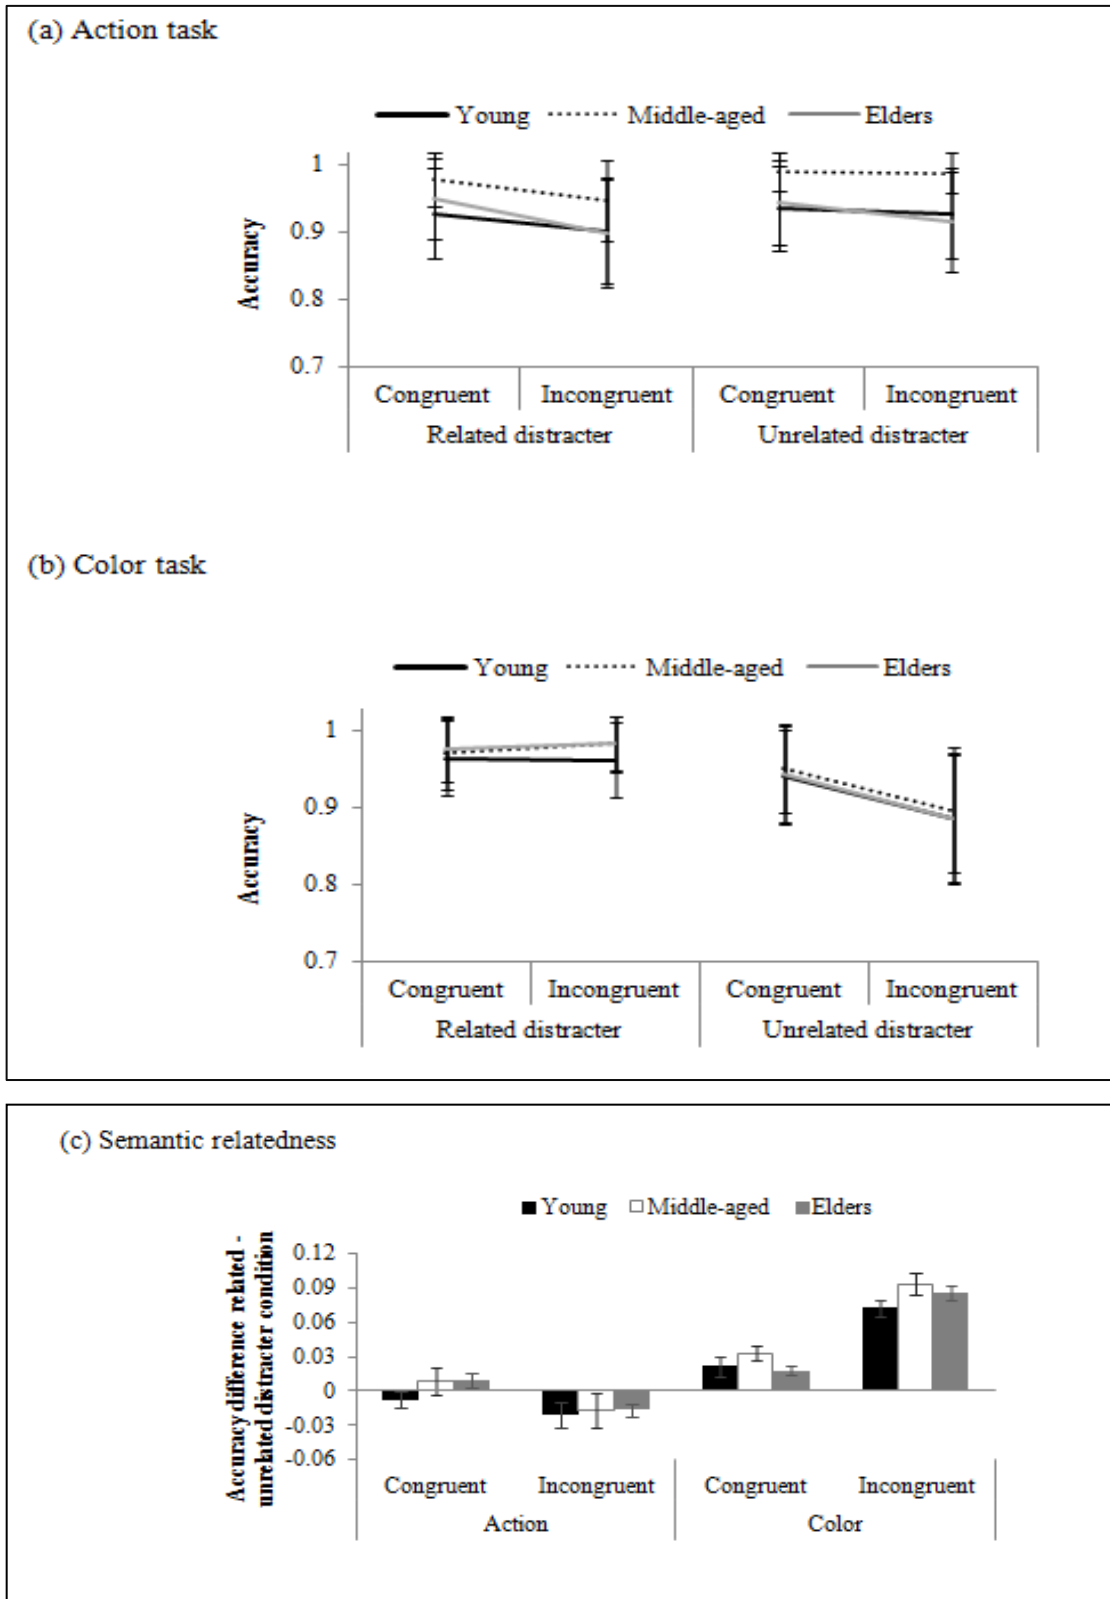 (a) Action task
Young Middle-aged Elders
1
0.9
0.8
0.7
Accuracy
Congruent Incongruent Congruent Incongruent
Related distracter Unrelated distracter
(b) Color task
Young Middle-aged Elders
1
0.9
0.8
0.7
Accuracy
Congruent Incongruent Congruent Incongruent
Related distracter Unrelated distracter
(c) Semantic relatedness
Young Middle-aged Elders
Accuracy difference related -
unrelated distracter condition
0.12
0.09
0.06
0.03
0
-0.03
-0.06
Congruent Incongruent Congruent Incongruent
Action Color